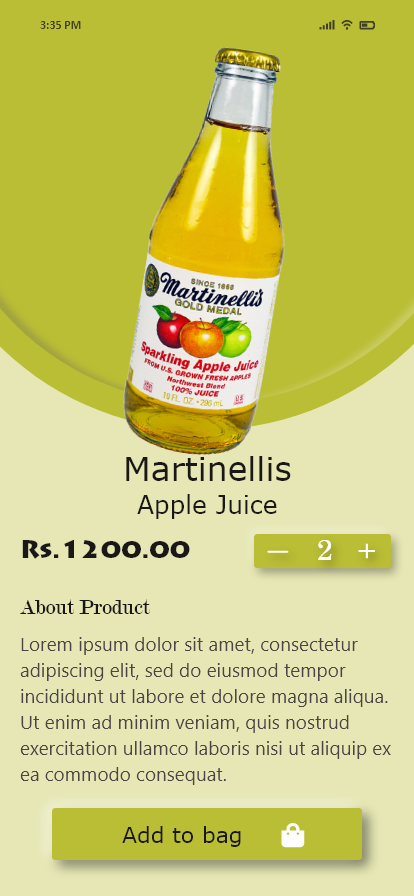 3:35 PM
SINCE 1868
Martinelli's
GOLD MEDAL
Sparkling Apple Juice
FROM U.S. GROWN FRESH APPLES
Northwest Blend
100% JUICE
10 FL. OZ. • 296 mL
Martinellis
Apple Juice
Rs.1200.00
— 2 +
About Product
Lorem ipsum dolor sit amet, consectetur
adipiscing elit, sed do eiusmod tempor
incididunt ut labore et dolore magna aliqua.
Ut enim ad minim veniam, quis nostrud
exercitation ullamco laboris nisi ut aliquip ex
ea commodo consequat.
Add to bag